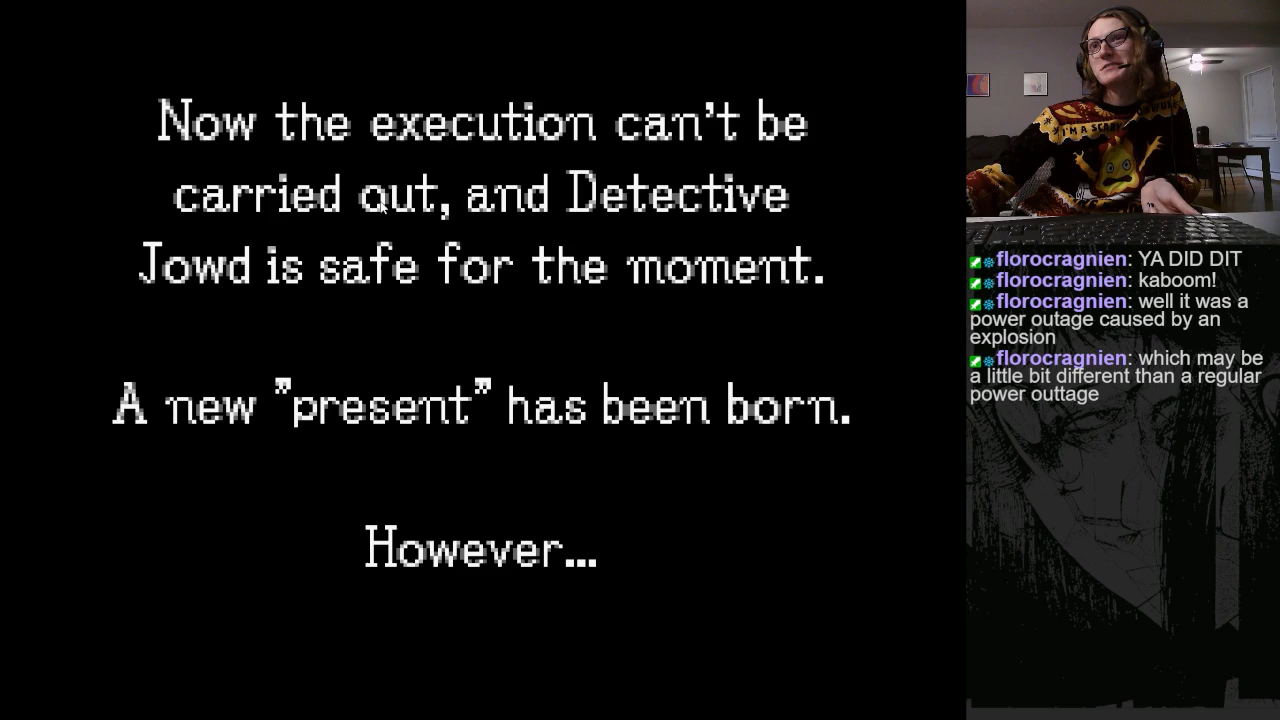 Now the execution can't be
carried out, and Detective
Jowd is safe for the moment.
A new "present" has been born.
However...
I'M A SCARY
florocragnien: YA DID DIT
florocragnien: kaboom!
florocragnien: well it was a
power outage caused by an
explosion
florocragnien: which may be
a little bit different than a regular
power outtage